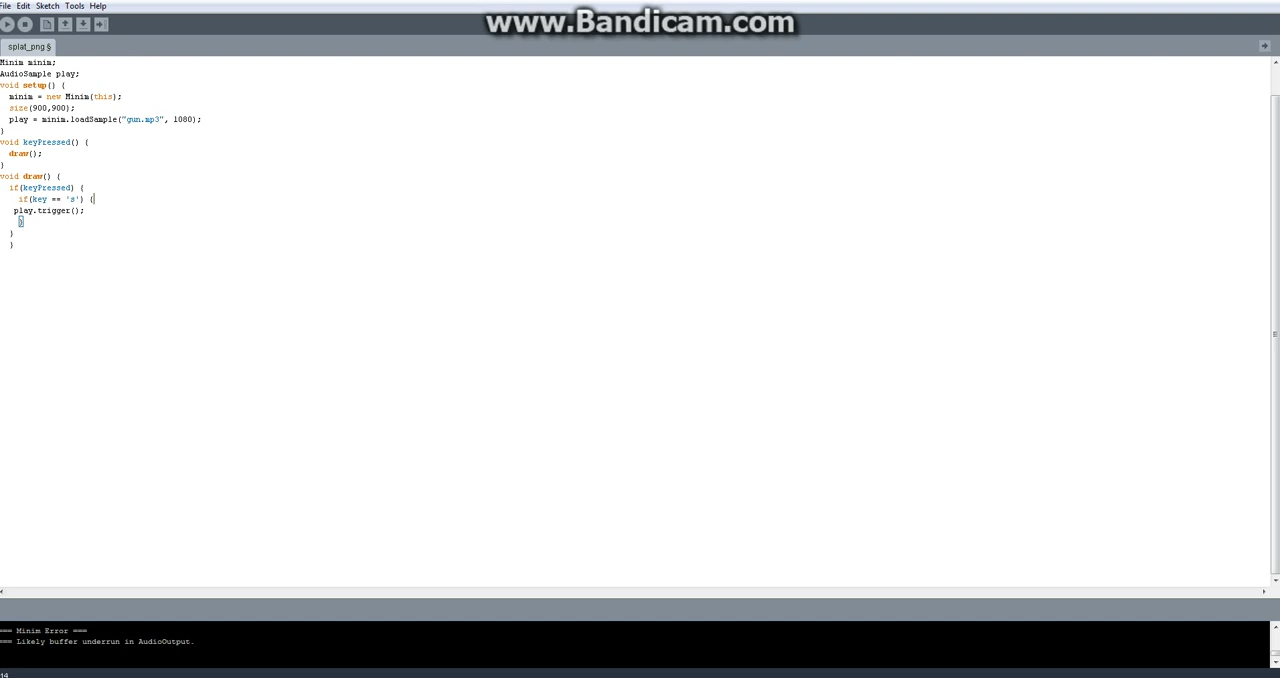 File Edit Sketch Tools Help
www.Bandicam.com
splat_png §
Minim minim;
AudioSample play;
void setup() {
minim = new Minim(this);
size(900,900);
play = minim.loadSample("gun.mp3", 1080);
}
void keyPressed() {
draw();
}
void draw() {
if(keyPressed) {
if(key == 's') {
play.trigger();
}
}
}
=== Minim Error ===
=== Likely buffer underrun in AudioOutput.
14